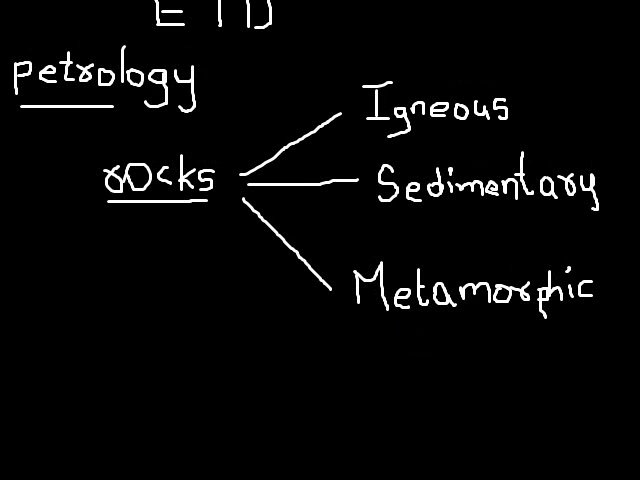 Petrology
Igneous
rocks
Sedimentary
Metamorphic